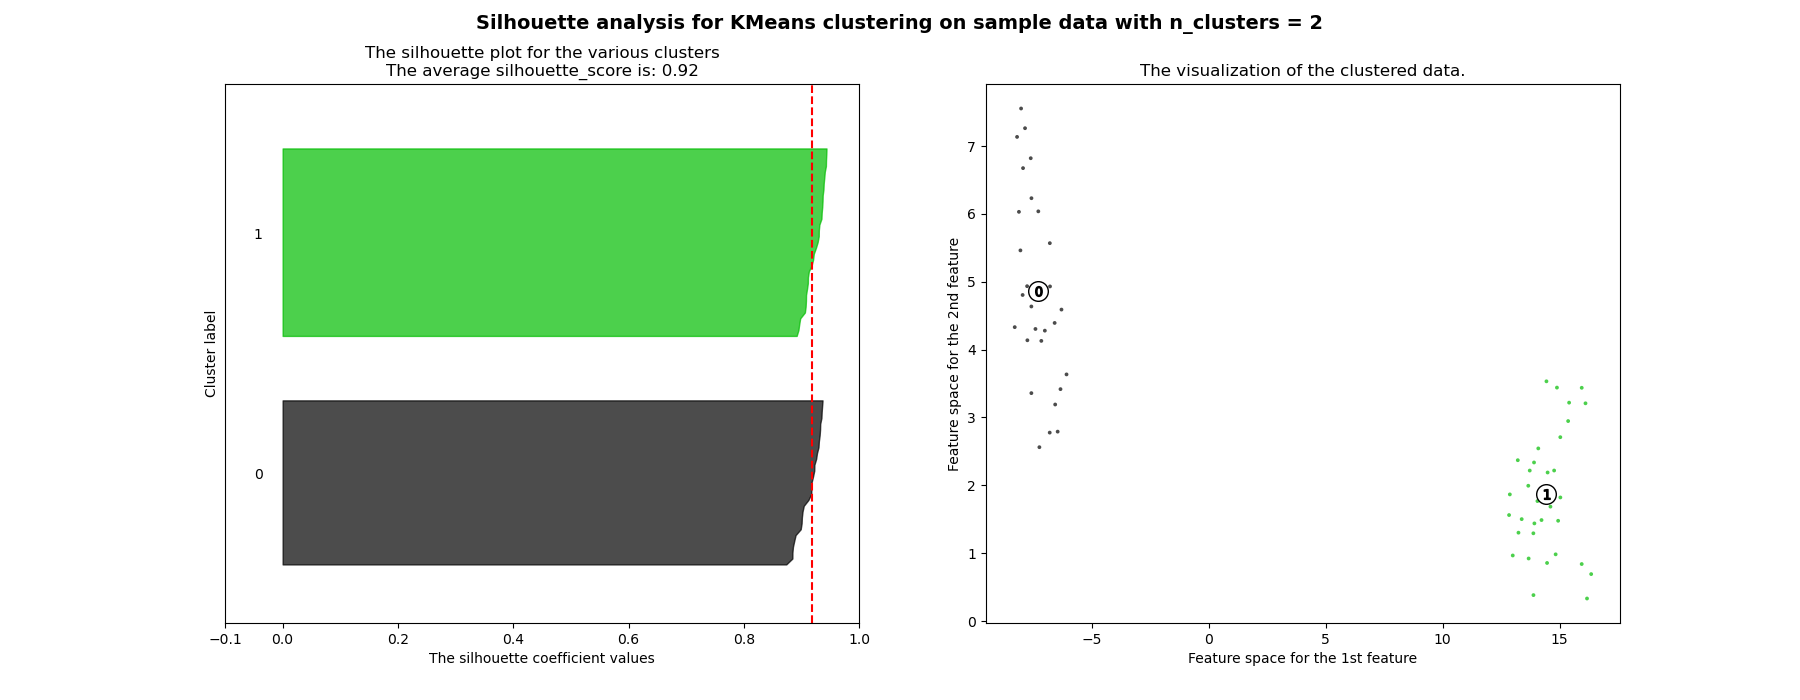 Silhouette analysis for KMeans clustering on sample data with n_clusters = 2
The silhouette plot for the various clusters
The average silhouette_score is: 0.92
Cluster label
1
0
−0.1 0.0 0.2 0.4 0.6 0.8 1.0
The silhouette coefficient values
The visualization of the clustered data.
Feature space for the 2nd feature
7
6
5
4
3
2
1
0
0
1
−5 0 5 10 15
Feature space for the 1st feature